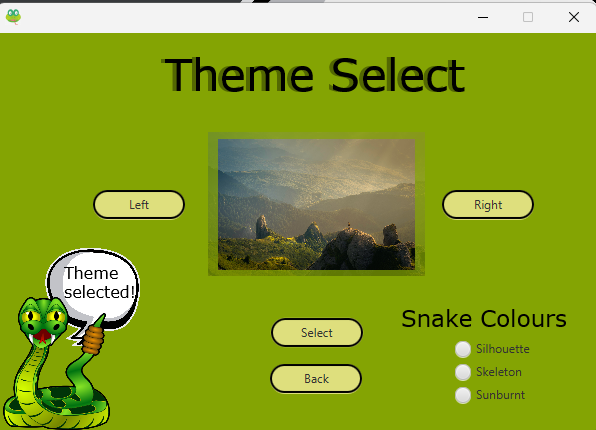 Theme Select
Left
Right
Theme
selected!
Select
Back
Snake Colours
Silhouette
Skeleton
Sunburnt